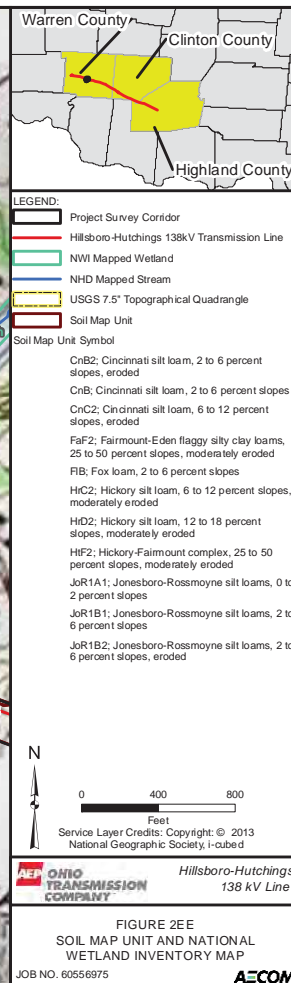 Warren County
Clinton County
Highland County
LEGEND:
Project Survey Corridor
Hillsboro-Hutchings 138kV Transmission Line
NWI Mapped Wetland
NHD Mapped Stream
USGS 7.5" Topographical Quadrangle
Soil Map Unit
Soil Map Unit Symbol
CnB2; Cincinnati silt loam, 2 to 6 percent
slopes, eroded
CnB; Cincinnati silt loam, 2 to 6 percent slopes
CnC2; Cincinnati silt loam, 6 to 12 percent
slopes, eroded
FaF2; Fairmount-Eden flaggy silty clay loams,
25 to 50 percent slopes, moderately eroded
FlB; Fox loam, 2 to 6 percent slopes
HrC2; Hickory silt loam, 6 to 12 percent slopes,
moderately eroded
HrD2; Hickory silt loam, 12 to 18 percent
slopes, moderately eroded
HtF2; Hickory-Fairmount complex, 25 to 50
percent slopes, moderately eroded
JoR1A1; Jonesboro-Rossmoyne silt loams, 0 to
2 percent slopes
JoR1B1; Jonesboro-Rossmoyne silt loams, 2 to
6 percent slopes
JoR1B2; Jonesboro-Rossmoyne silt loams, 2 to
6 percent slopes, eroded
N
0 400 800
Feet
Service Layer Credits: Copyright: © 2013
National Geographic Society, i-cubed
AEP OHIO
TRANSMISSION
COMPANY
Hillsboro-Hutchings
138 kV Line
FIGURE 2EE
SOIL MAP UNIT AND NATIONAL
WETLAND INVENTORY MAP
JOB NO. 60556975
AECOM